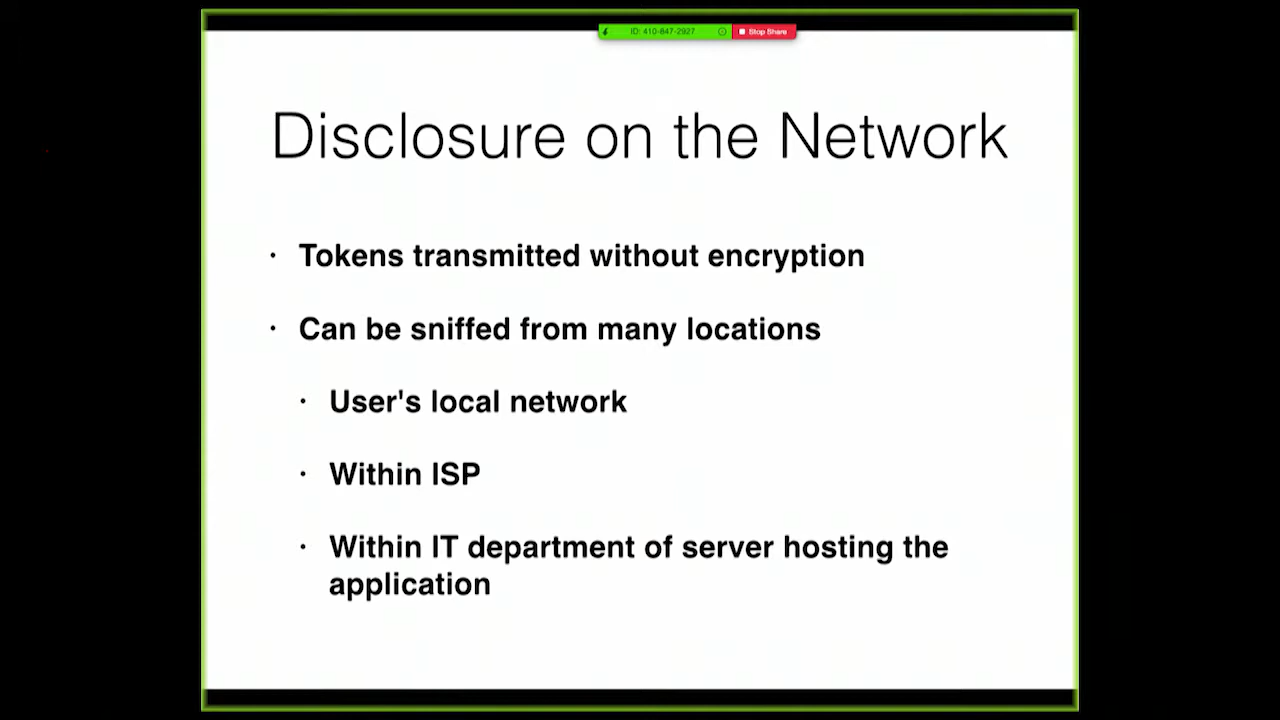 ID: 410-847-2927 Stop Share
Disclosure on the Network
· Tokens transmitted without encryption
· Can be sniffed from many locations
· User's local network
· Within ISP
· Within IT department of server hosting the
application